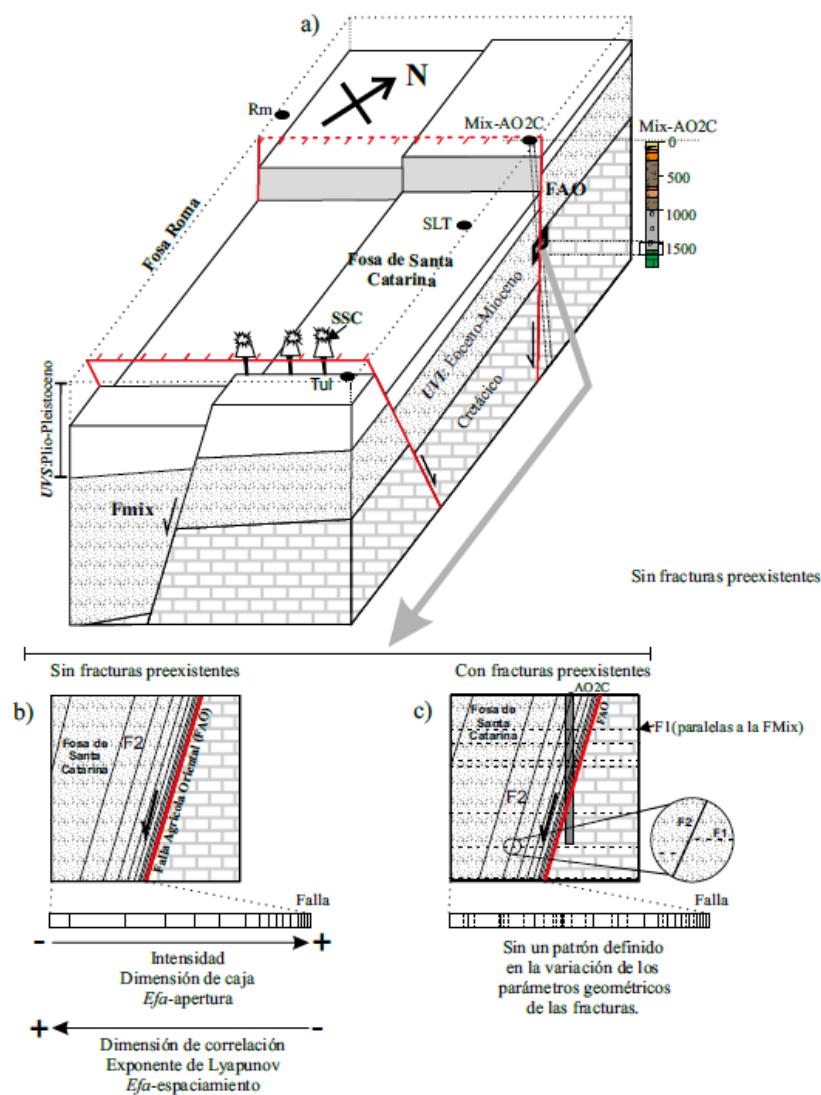 a)
N
Rm
Mix-AO2C
Mix-AO2C
0
500
1000
1500
FAO
Fosa Roma
SLT
Fosa de Santa
Catarina
SSC
Tul
UVS:Plio-Pleistoceno
UVI: Eoceno-Mioceno
Cretácico
Fmix
Sin fracturas preexistentes
Sin fracturas preexistentes
Con fracturas preexistentes
b)
Fosa de
Santa
Catarina
F2
Falla Agrícola Oriental (FAO)
Falla
- +
Intensidad
Dimensión de caja
Efa-apertura
+ -
Dimensión de correlación
Exponente de Lyapunov
Efa-espaciamiento
c)
AO2C
Fosa de
Santa
Catarina
FAO
F1(paralelas a la FMix)
F2
F2
F1
Falla
Sin un patrón definido
en la variación de los
parámetros geométricos
de las fracturas.